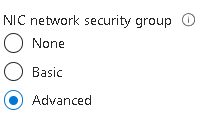 NIC network security group
None
Basic
Advanced